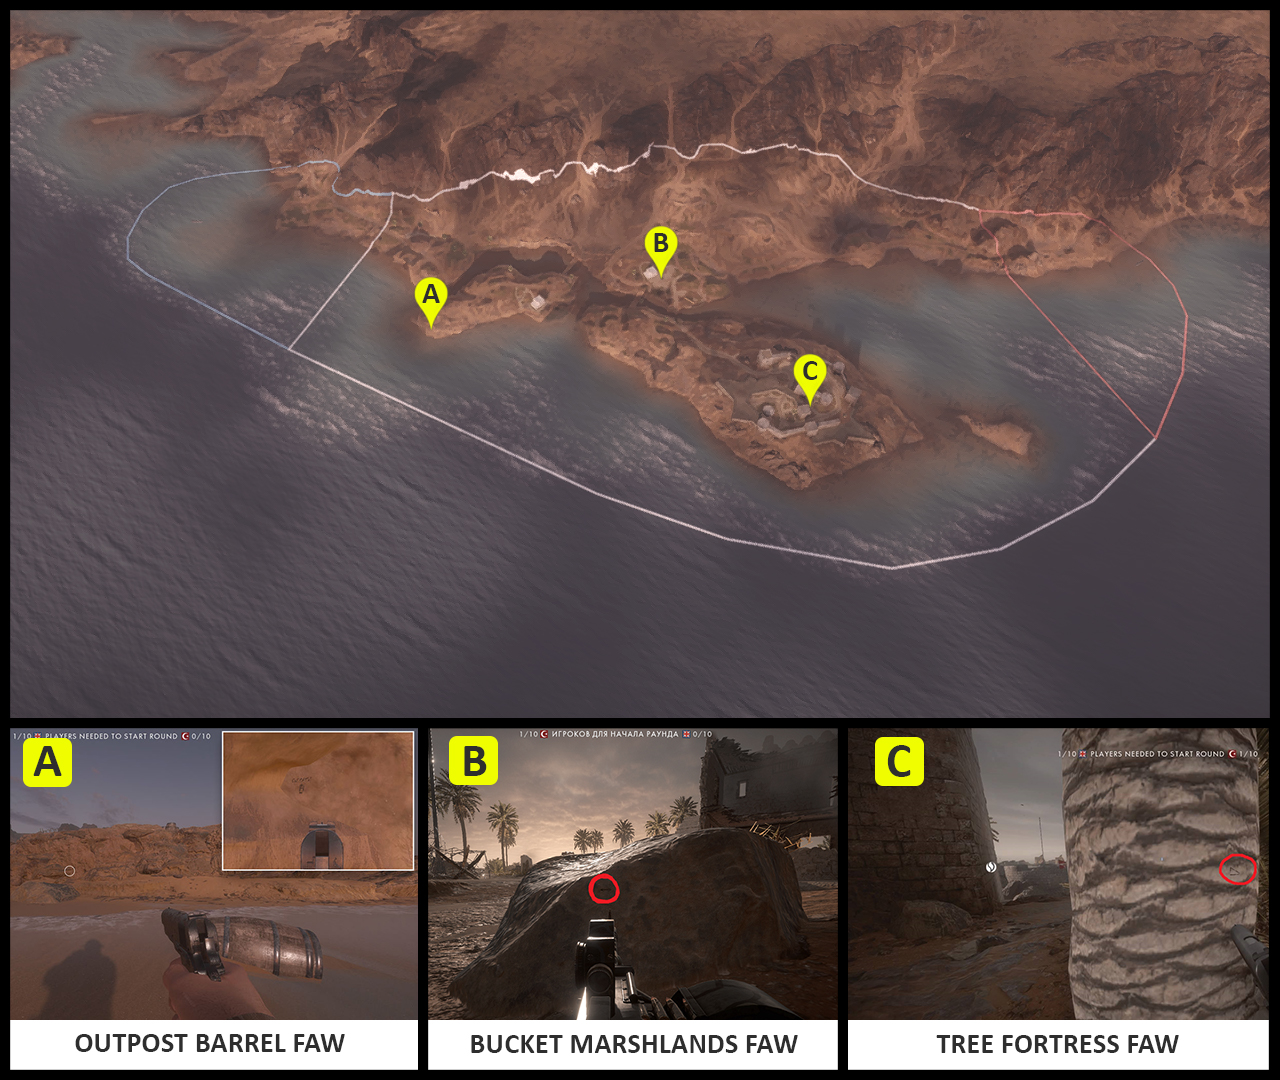 B
A
C
A
1/10 PLAYERS NEEDED TO START ROUND 0/10
B
1/10 ИГРОКОВ ДЛЯ НАЧАЛА РАУНДА 0/10
C
1/10 PLAYERS NEEDED TO START ROUND 1/10
OUTPOST BARREL FAW
BUCKET MARSHLANDS FAW
TREE FORTRESS FAW